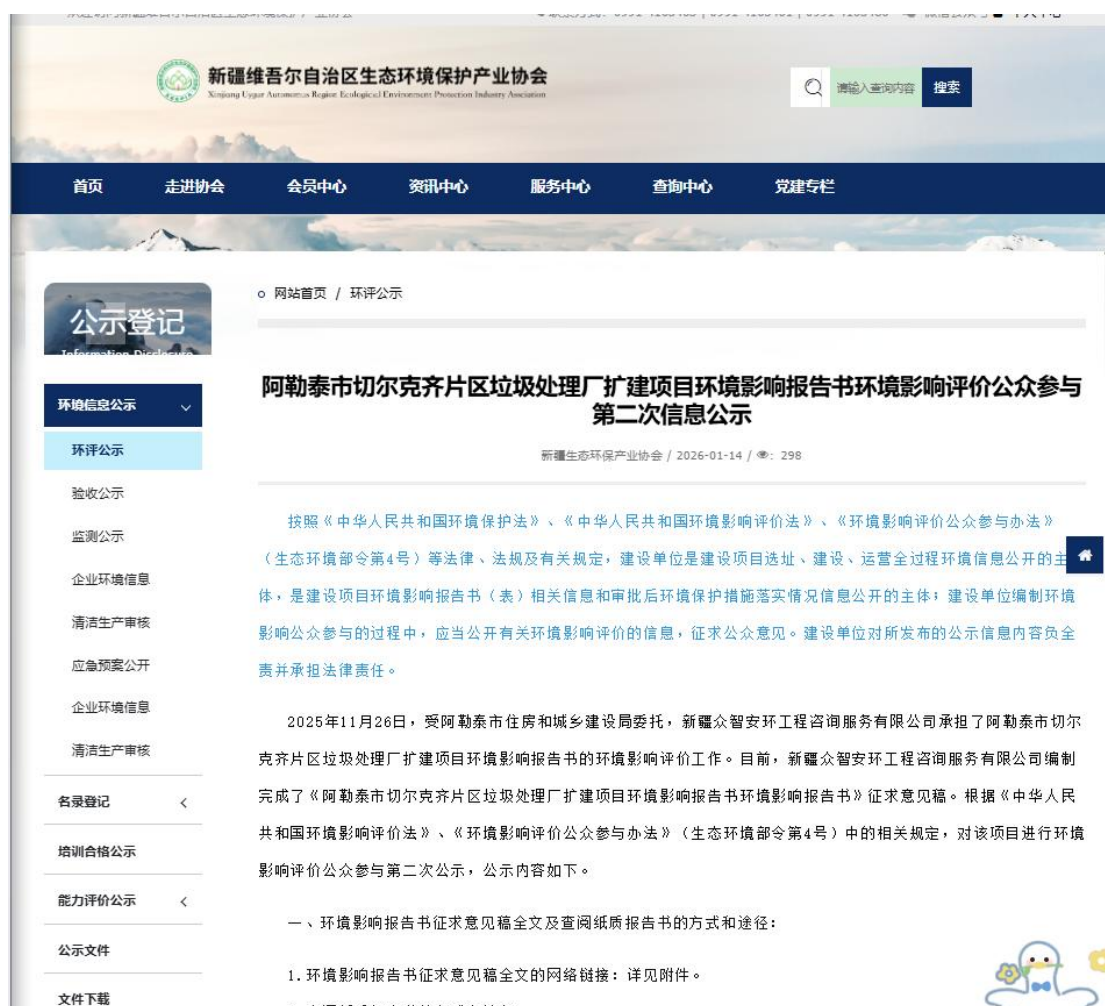 新疆维吾尔自治区生态环境保护产业协会
Xinjiang Uygur Autonomous Region Ecological Environment Protection Industry Association
请输入查询内容
搜索
首页 走进协会 会员中心 资讯中心 服务中心 查询中心 党建专栏
公示登记
Information Disclosure
网站首页 / 环评公示
环境信息公示
环评公示
验收公示
监测公示
企业环境信息
清洁生产审核
应急预案公开
企业环境信息
清洁生产审核
名录登记
培训合格公示
能力评价公示
公示文件
文件下载
阿勒泰市切尔克齐片区垃圾处理厂扩建项目环境影响报告书环境影响评价公众参与
第二次信息公示
新疆生态环保产业协会 / 2026-01-14 / : 298
按照《中华人民共和国环境保护法》、《中华人民共和国环境影响评价法》、《环境影响评价公众参与办法》
（生态环境部令第4号）等法律、法规及有关规定，建设单位是建设项目选址、建设、运营全过程环境信息公开的主
体，是建设项目环境影响报告书（表）相关信息和审批后环境保护措施落实情况信息公开的主体；建设单位编制环境
影响公众参与的过程中，应当公开有关环境影响评价的信息，征求公众意见。建设单位对所发布的公示信息内容负全
责并承担法律责任。
2025年11月26日，受阿勒泰市住房和城乡建设局委托，新疆众智安环工程咨询服务有限公司承担了阿勒泰市切尔
克齐片区垃圾处理厂扩建项目环境影响报告书的环境影响评价工作。目前，新疆众智安环工程咨询服务有限公司编制
完成了《阿勒泰市切尔克齐片区垃圾处理厂扩建项目环境影响报告书环境影响报告书》征求意见稿。根据《中华人民
共和国环境影响评价法》、《环境影响评价公众参与办法》（生态环境部令第4号）中的相关规定，对该项目进行环境
影响评价公众参与第二次公示，公示内容如下。
一、环境影响报告书征求意见稿全文及查阅纸质报告书的方式和途径：
1.环境影响报告书征求意见稿全文的网络链接：详见附件。